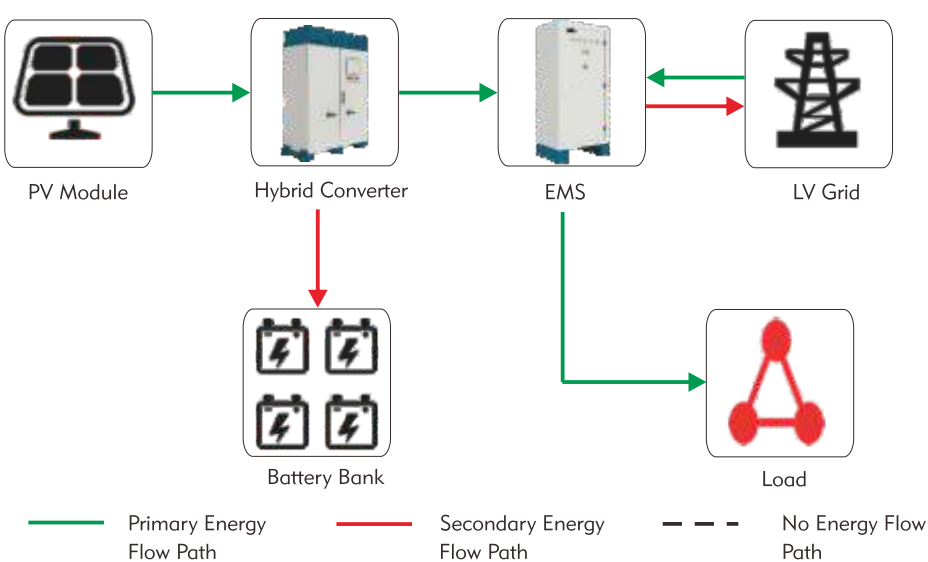 PV Module
Hybrid Converter
EMS
LV Grid
Battery Bank
Load
Primary Energy
Flow Path
Secondary Energy
Flow Path
No Energy Flow
Path